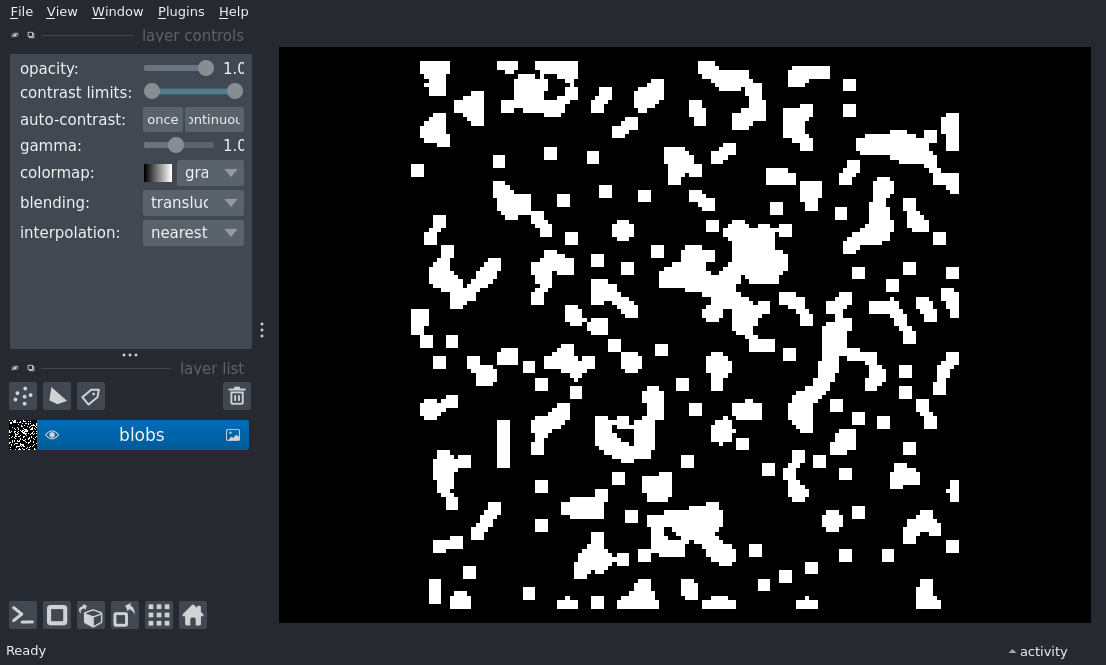 File View Window Plugins Help
layer controls
opacity: 1.0
contrast limits:
auto-contrast: once ontinuou
gamma: 1.0
colormap: gra
blending: transluc
interpolation: nearest
layer list
blobs
Ready
activity